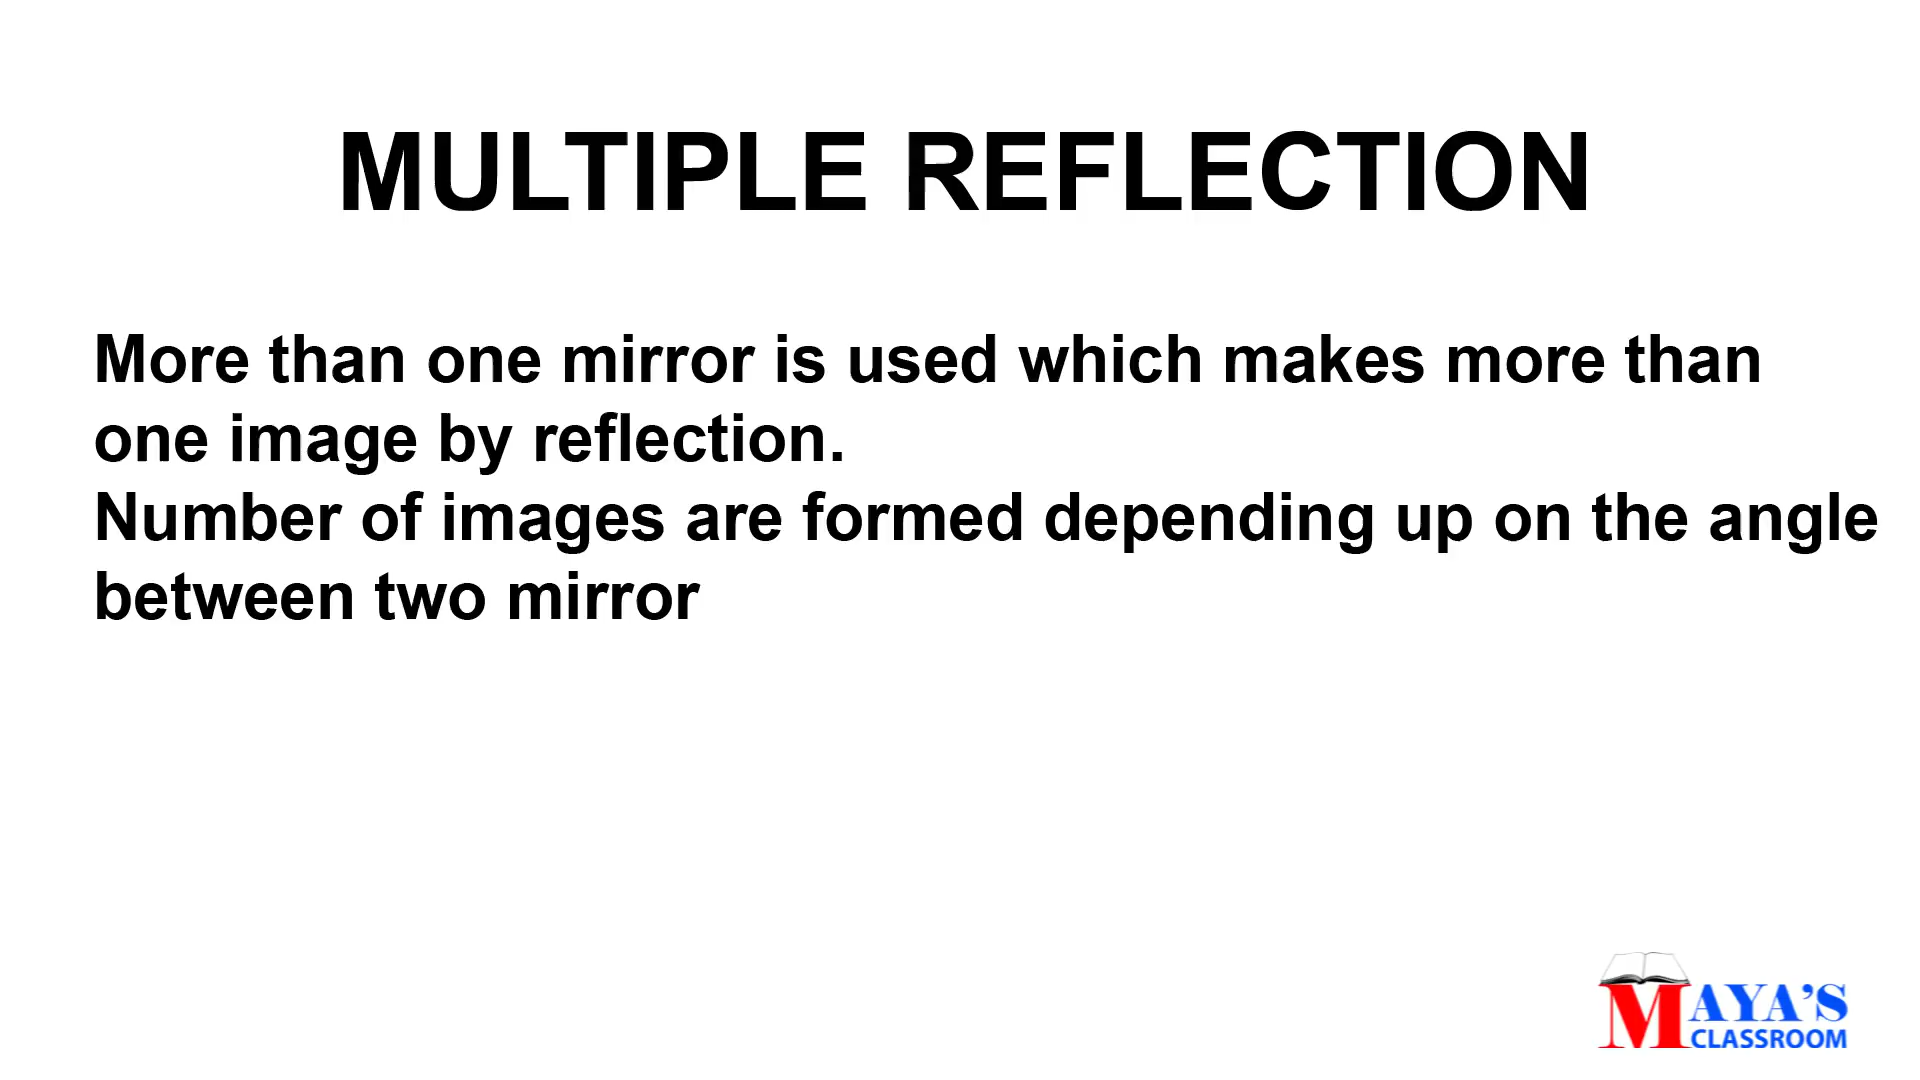 MULTIPLE REFLECTION
More than one mirror is used which makes more than
one image by reflection.
Number of images are formed depending up on the angle
between two mirror
MAYA'S
CLASSROOM